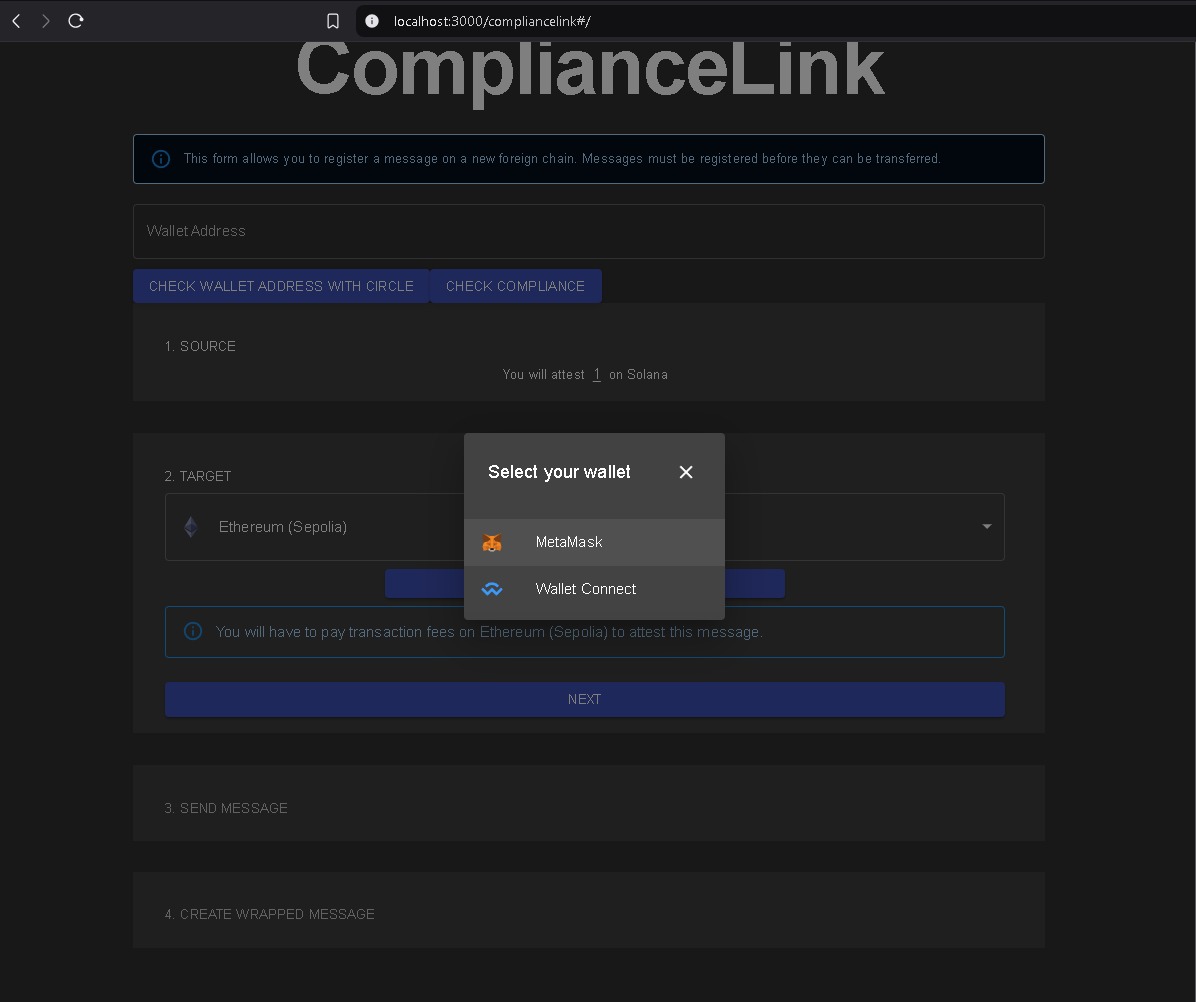 localhost:3000/compliancelink#/
ComplianceLink
This form allows you to register a message on a new foreign chain. Messages must be registered before they can be transferred.
Wallet Address
CHECK WALLET ADDRESS WITH CIRCLE
CHECK COMPLIANCE
1. SOURCE
You will attest 1 on Solana
2. TARGET
Ethereum (Sepolia)
Select your wallet
MetaMask
Wallet Connect
You will have to pay transaction fees on Ethereum (Sepolia) to attest this message.
NEXT
3. SEND MESSAGE
4. CREATE WRAPPED MESSAGE